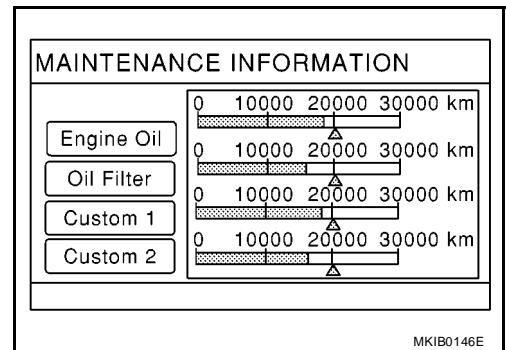 MAINTENANCE INFORMATION
0 10000 20000 30000 km
Engine Oil
0 10000 20000 30000 km
Oil Filter
0 10000 20000 30000 km
Custom 1
0 10000 20000 30000 km
Custom 2
MKIB0146E